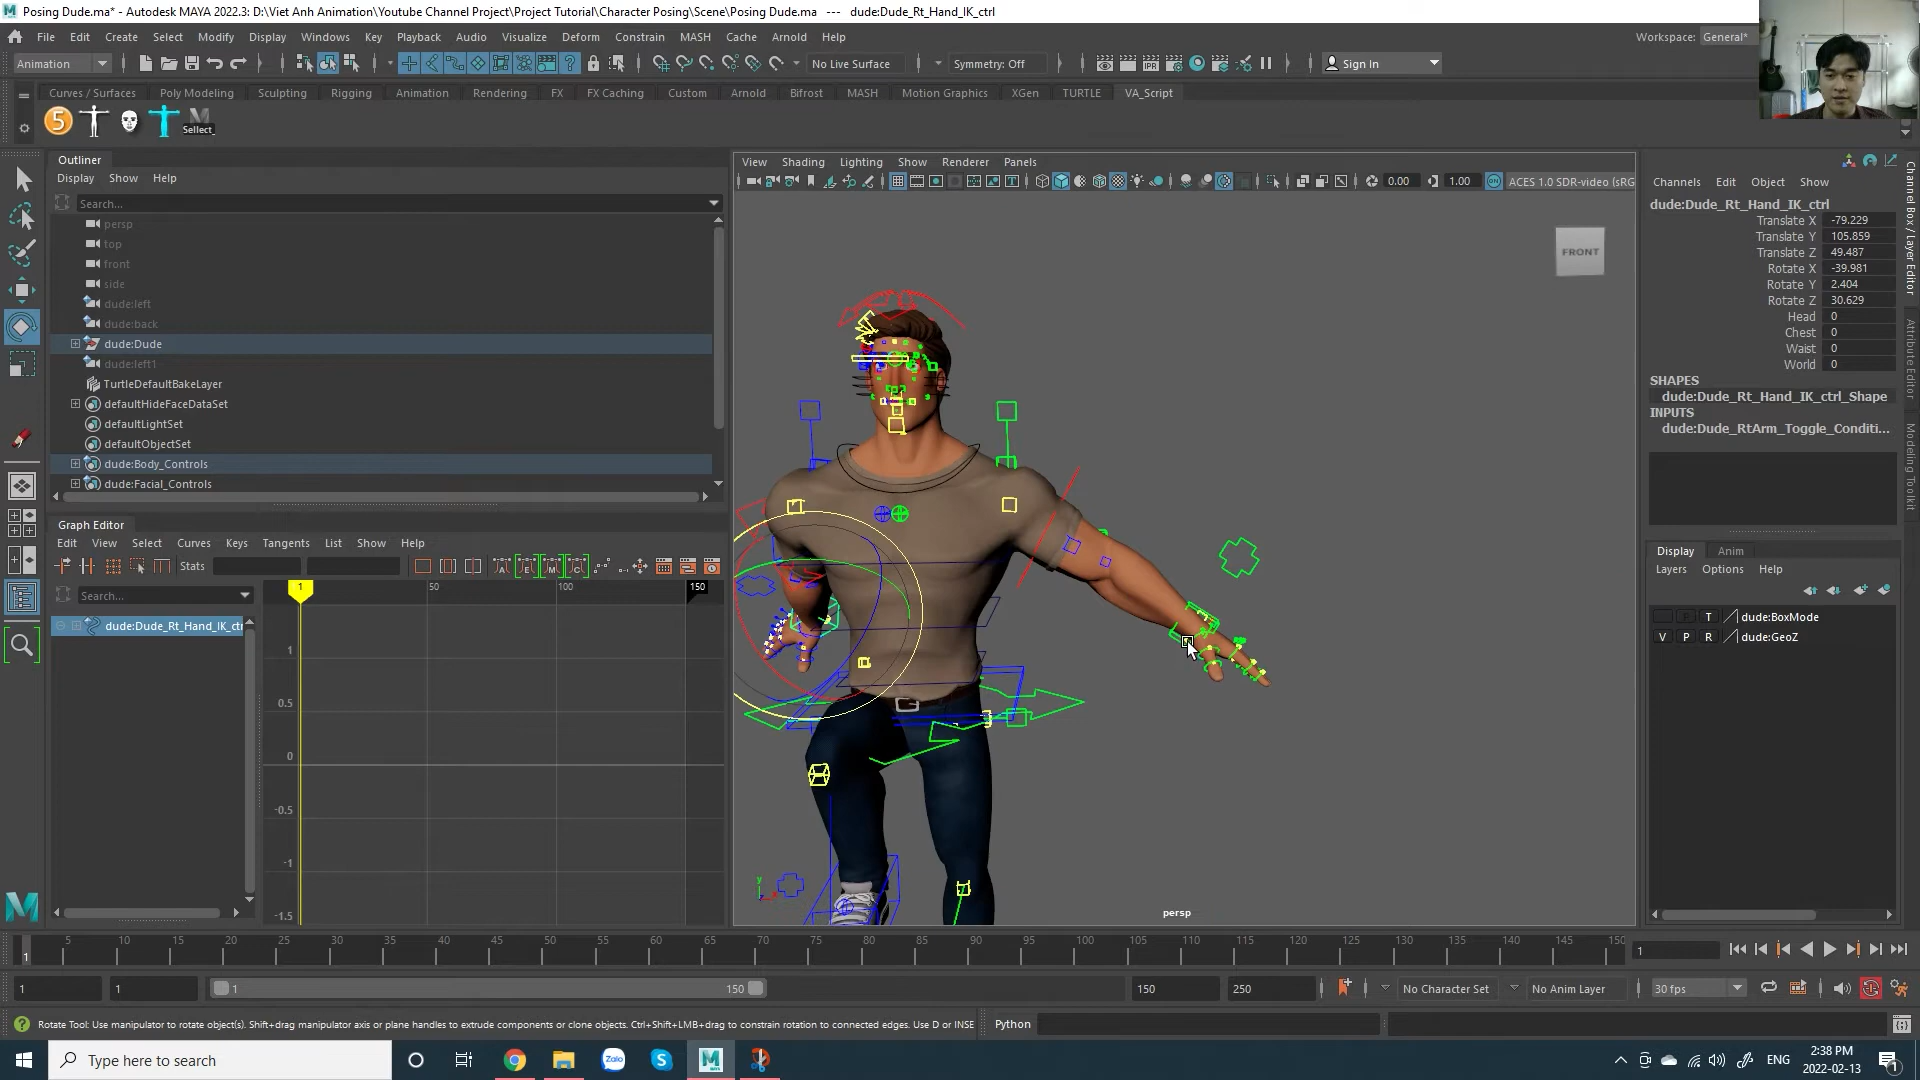 Posing Dude.ma* - Autodesk MAYA 2022.3: D:\Viet Anh Animation\Youtube Channel Project\Project Tutorial\Character Posing\Scene\Posing Dude.ma   ---   dude:Dude_Rt_Hand_IK_ctrl
File Edit Create Select Modify Display Windows Key Playback Audio Visualize Deform Constrain MASH Cache Arnold Help
Workspace: General*
Animation
No Live Surface
Symmetry: Off
Sign In
Curves / Surfaces Poly Modeling Sculpting Rigging Animation Rendering FX FX Caching Custom Arnold Bifrost MASH Motion Graphics XGen TURTLE VA_Script
5
Sellect_
Outliner
Display Show Help
Search...
persp
top
front
side
dude:left
dude:back
dude:Dude
dude:left1
TurtleDefaultBakeLayer
defaultHideFaceDataSet
defaultLightSet
defaultObjectSet
dude:Body_Controls
dude:Facial_Controls
Graph Editor
Edit View Select Curves Keys Tangents List Show Help
Stats
Search...
dude:Dude_Rt_Hand_IK_ctr
1 50 100 150
1
0.5
0
-0.5
-1
-1.5
View Shading Lighting Show Renderer Panels
0.00 1.00 ACES 1.0 SDR-video (sRG
FRONT
y
persp
Channels Edit Object Show
dude:Dude_Rt_Hand_IK_ctrl
Translate X -79.229
Translate Y 105.859
Translate Z 49.487
Rotate X -39.981
Rotate Y 2.404
Rotate Z 30.629
Head 0
Chest 0
Waist 0
World 0
SHAPES
dude:Dude_Rt_Hand_IK_ctrl_Shape
INPUTS
dude:Dude_RtArm_Toggle_Conditi...
Channel Box / Layer Editor
Attribute Editor
Modeling Toolkit
Display Anim
Layers Options Help
T dude:BoxMode
V P R dude:GeoZ
1 5 10 15 20 25 30 35 40 45 50 55 60 65 70 75 80 85 90 95 100 105 110 115 120 125 130 135 140 145 150
1
1 1 1 150 150 250
No Character Set
No Anim Layer
30 fps
Rotate Tool: Use manipulator to rotate object(s). Shift+drag manipulator axis or plane handles to extrude components or clone objects. Ctrl+Shift+LMB+drag to constrain rotation to connected edges. Use D or INSE
Python
Type here to search
Zalo
S
M
ENG
2:38 PM
2022-02-13
1